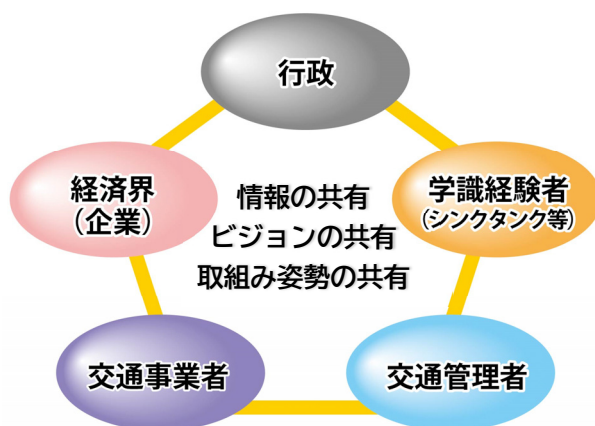 行政
経済界
(企業)
情報の共有
ビジョンの共有
取組み姿勢の共有
学識経験者
(シンクタンク等)
交通事業者
交通管理者